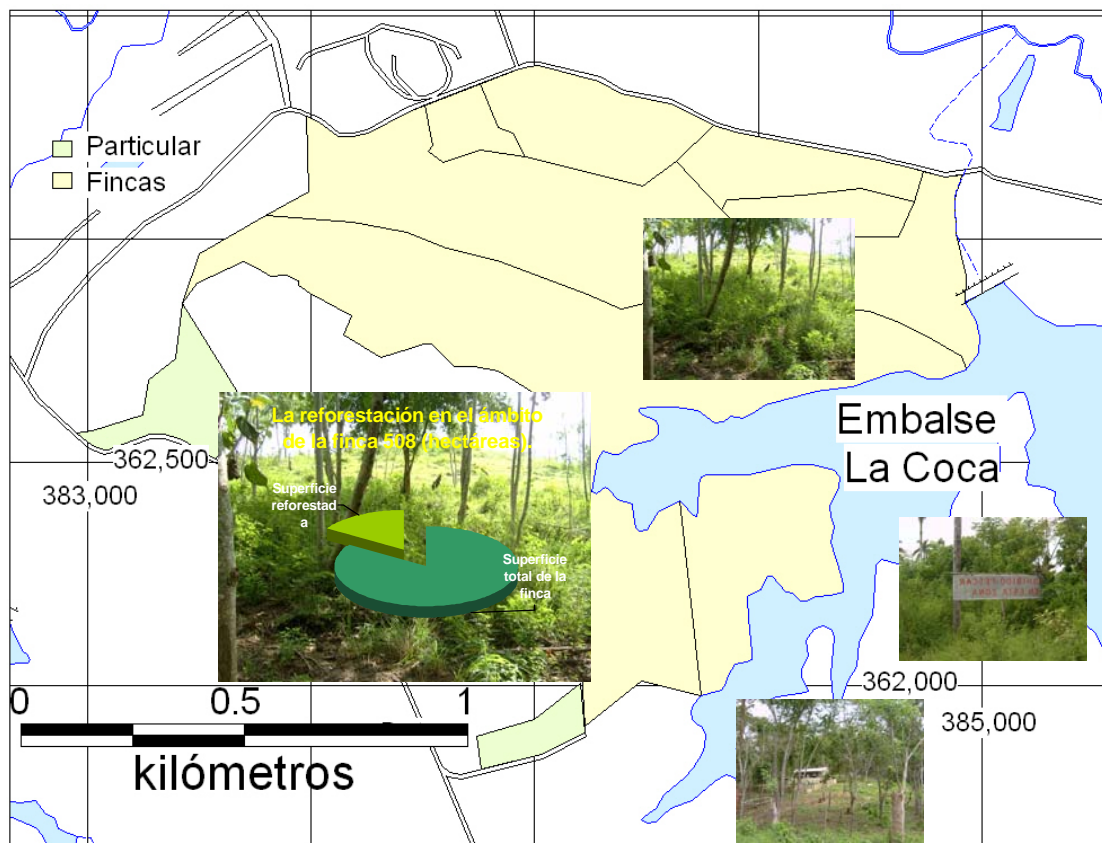 Particular
Fincas
La reforestación en el ámbito
de la finca 508 (hectáreas).
Superficie
reforestad
a
Superficie
total de la
finca
Embalse
La Coca
362,500
383,000
362,000
385,000
0 0.5 1
kilómetros